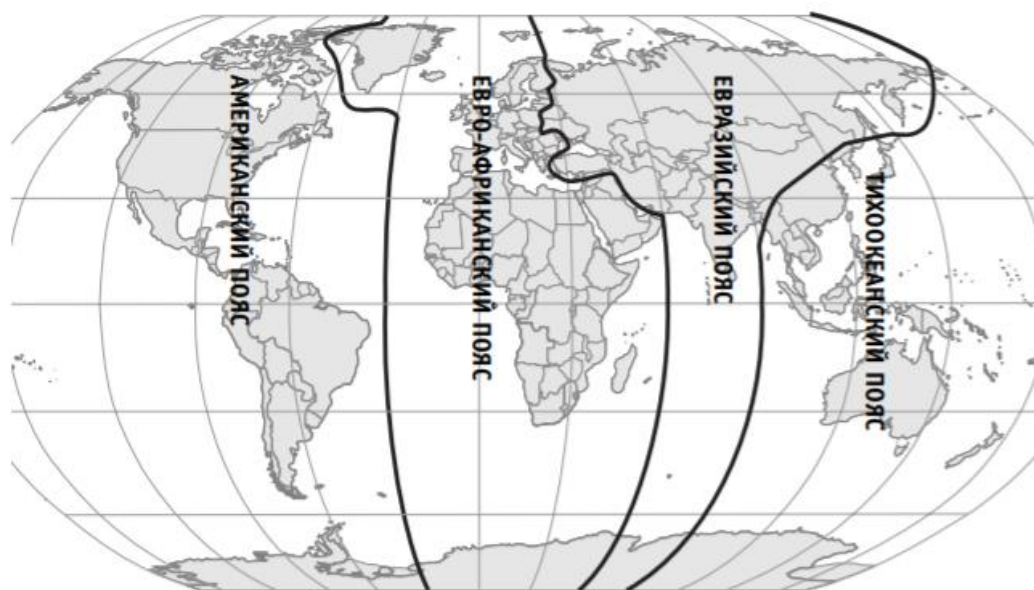 АМЕРИКАНСКИЙ ПОЯС
ЕВРО-АФРИКАНСКИЙ ПОЯС
ЕВРАЗИЙСКИЙ ПОЯС
ТИХООКЕАНСКИЙ ПОЯС